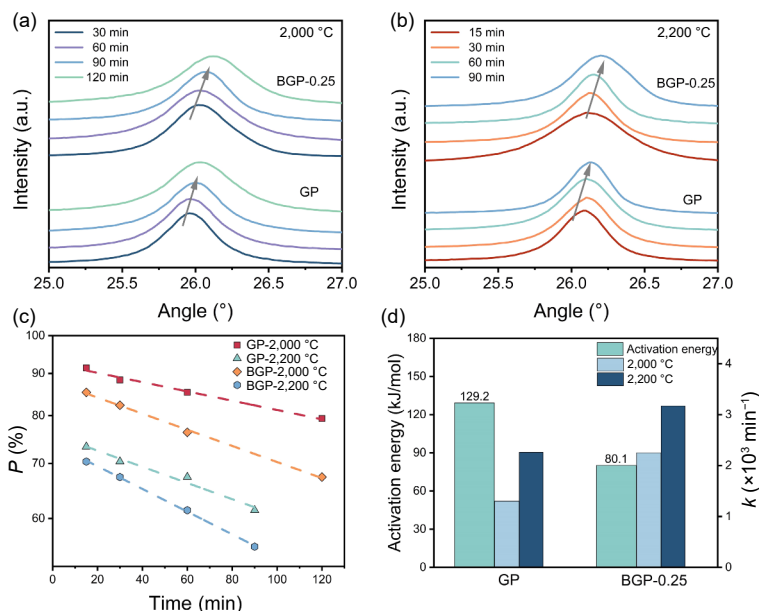 (a)
30 min
60 min
90 min
120 min
2,000 °C
BGP-0.25
GP
Intensity (a.u.)
25.0 25.5 26.0 26.5 27.0
Angle (°)
(b)
15 min
30 min
60 min
90 min
2,200 °C
BGP-0.25
GP
Intensity (a.u.)
25.0 25.5 26.0 26.5 27.0
Angle (°)
(c)
GP-2,000 °C
GP-2,200 °C
BGP-2,000 °C
BGP-2,200 °C
100
90
80
70
60
P (%)
0 20 40 60 80 100 120
Time (min)
(d)
Activation energy
2,000 °C
2,200 °C
180
150
120
90
60
30
0
Activation energy (kJ/mol)
129.2
80.1
4
3
2
1
0
k (×10³ min⁻¹)
GP BGP-0.25